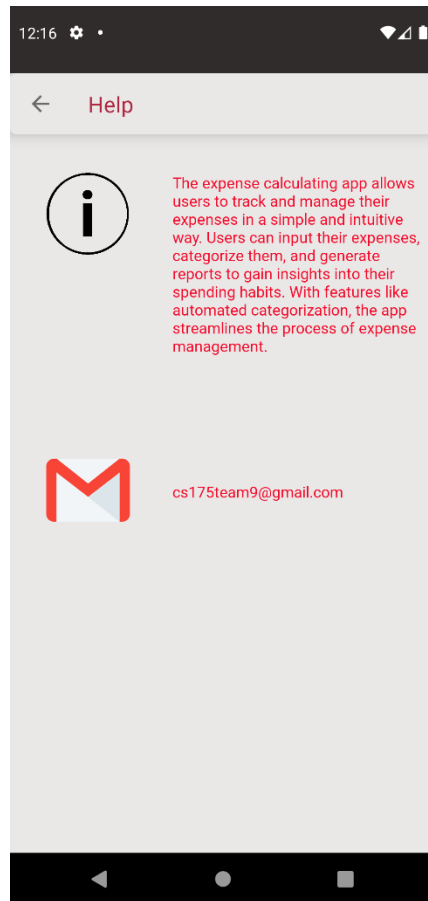 12:16
Help
The expense calculating app allows
users to track and manage their
expenses in a simple and intuitive
way. Users can input their expenses,
categorize them, and generate
reports to gain insights into their
spending habits. With features like
automated categorization, the app
streamlines the process of expense
management.
cs175team9@gmail.com